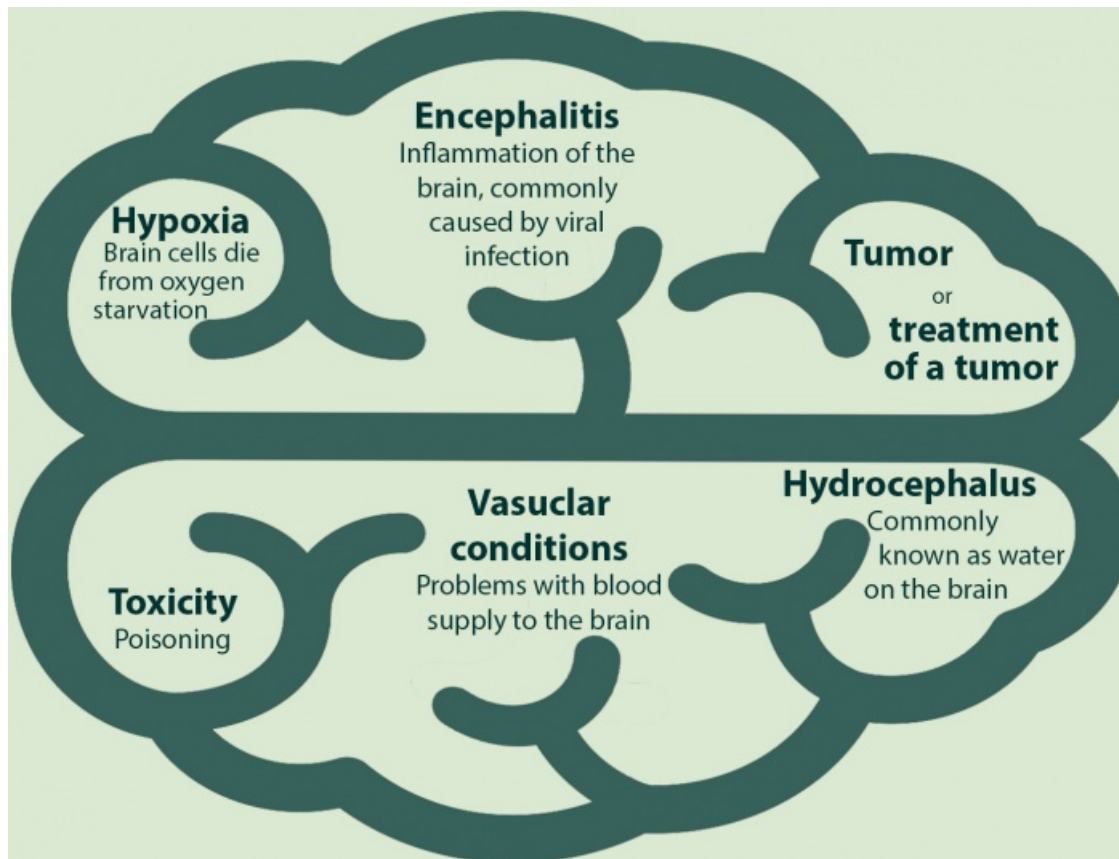 Encephalitis
Inflammation of the
brain, commonly
caused by viral
infection
Hypoxia
Brain cells die
from oxygen
starvation
Tumor
or
treatment
of a tumor
Toxicity
Poisoning
Vasuclar
conditions
Problems with blood
supply to the brain
Hydrocephalus
Commonly
known as water
on the brain